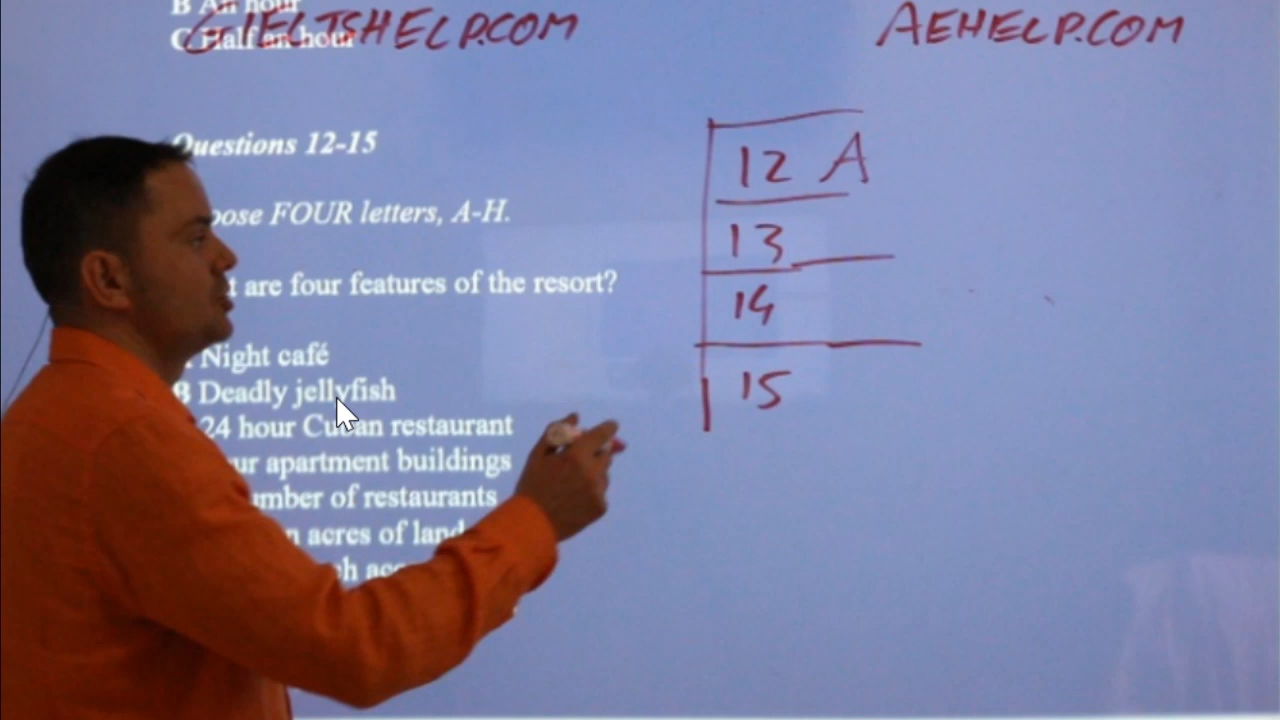 B An hour
C Half an hour
GIELTSHELP.COM
AEHELP.COM
Questions 12-15
FOUR letters, A-H.
are four features of the resort?
Night café
B Deadly jellyfish
24 hour Cuban restaurant
apartment buildings
of restaurants
acres of land
12 A
13
14
15